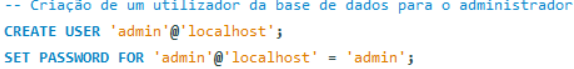 -- Criação de um utilizador da base de dados para o administrador
CREATE USER 'admin'@'localhost';
SET PASSWORD FOR 'admin'@'localhost' = 'admin';